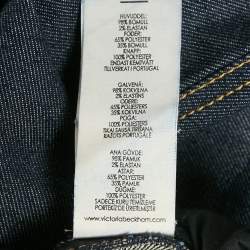 HUVUDDEL:
98% BOMULL
2% ELASTAN
FODER:
65% POLYESTER
35% BOMULL
KNAPP:
100% POLYESTER
ENDAST KEMTVÄTT
TILLVERKAT I PORTUGAL
GALVENĀ:
98% KOKVILNA
2% ELASTĪNS
ODERE:
65% POLIESTERS
35% KOKVILNA
POGA:
100% POLIESTERS
TIKAI SAUSĀ TĪRĪŠANA
RAŽOTS PORTUGĀLE
ANA GÖVDE:
98% PAMUK
2% ELASTAN
ASTAR:
65% POLYESTER
35% PAMUK
DÜĞME:
100% POLYESTER
SADECE KURU TEMİZLEME
PORTEKİZ'DE ÜRETİLMİŞTİR
www.victoriabeckham.com